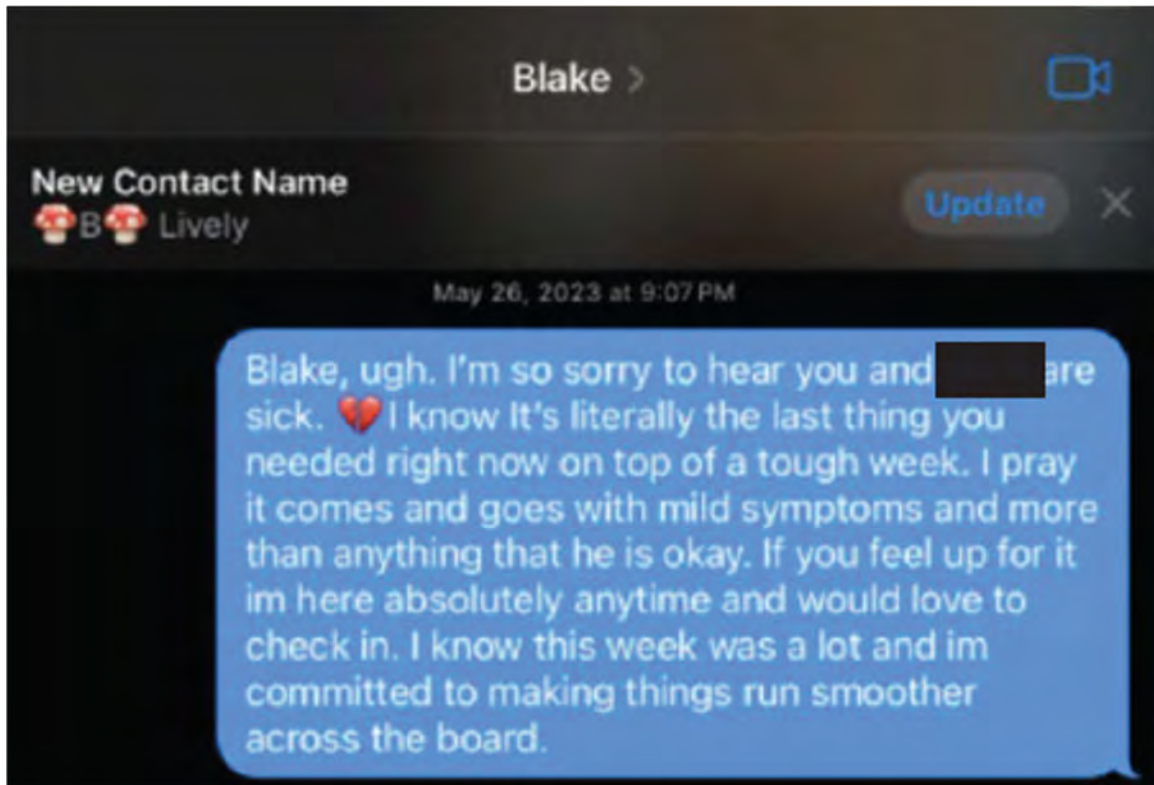 Blake >
New Contact Name
🍄B🍄 Lively
Update ×
May 26, 2023 at 9:07 PM
Blake, ugh. I'm so sorry to hear you and are
sick. 💔 I know It's literally the last thing you
needed right now on top of a tough week. I pray
it comes and goes with mild symptoms and more
than anything that he is okay. If you feel up for it
im here absolutely anytime and would love to
check in. I know this week was a lot and im
committed to making things run smoother
across the board.